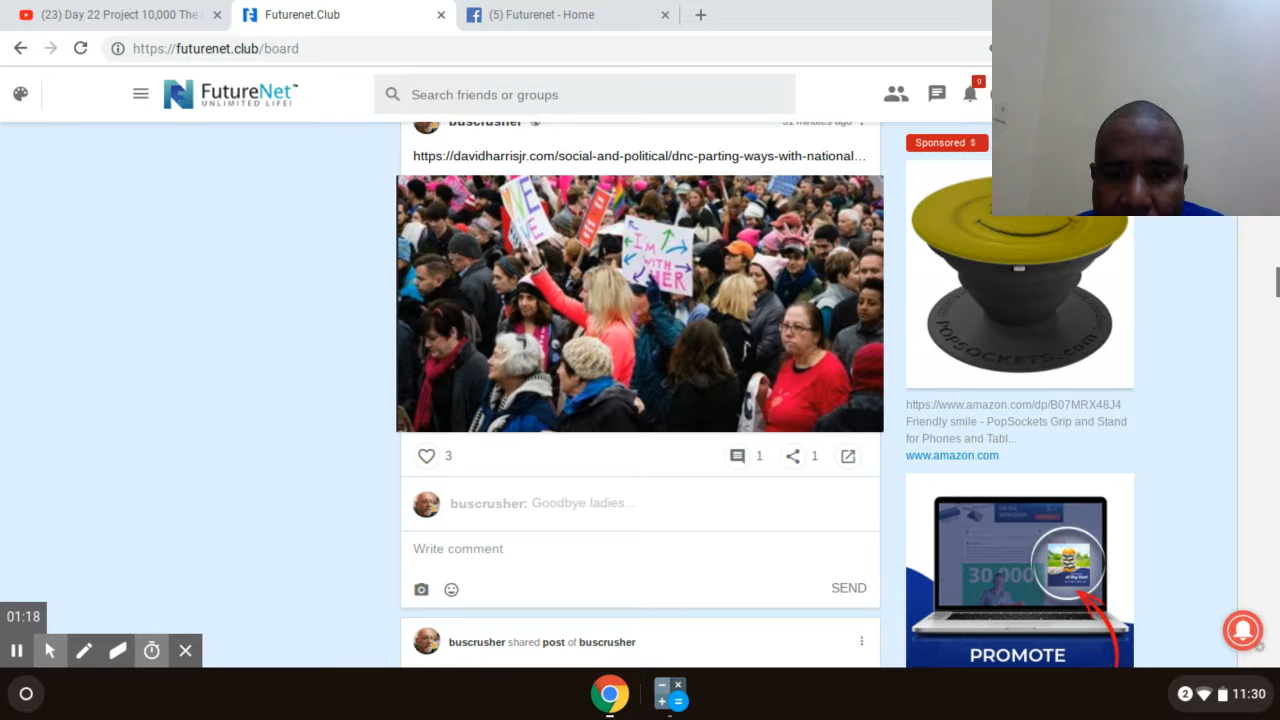 (23) Day 22 Project 10,000 The
Futurenet.Club
(5) Futurenet - Home
https://futurenet.club/board
FutureNet™
UNLIMITED LIFE!
Search friends or groups
9
buscrusher
51 minutes ago
Sponsored $
https://davidharrisjr.com/social-and-political/dnc-parting-ways-with-national…
I'M
WITH
HER
POPSOCKETS.com
https://www.amazon.com/dp/B07MRX48J4
Friendly smile - PopSockets Grip and Stand
for Phones and Tabl...
www.amazon.com
3
1
1
buscrusher: Goodbye ladies...
Write comment
SEND
30 000
buscrusher shared post of buscrusher
PROMOTE
01:18
2
11:30